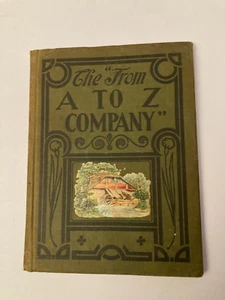 The "From
A TO Z
COMPANY"